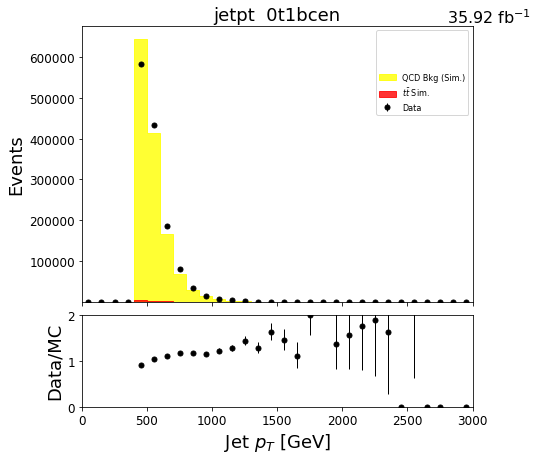 jetpt 0t1bcen
35.92 fb⁻¹
600000
500000
400000
300000
200000
100000
Events
QCD Bkg (Sim.)
tt̄ Sim.
Data
2
1
0
Data/MC
0 500 1000 1500 2000 2500 3000
Jet p_T [GeV]